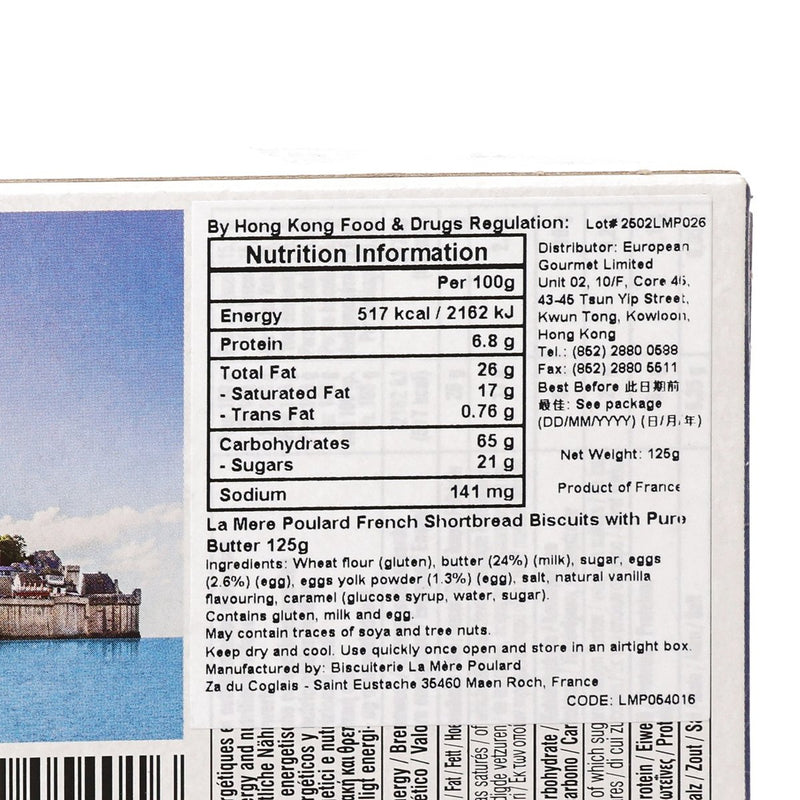 By Hong Kong Food & Drugs Regulation: Lot# 2502LMP026
Nutrition Information
Per 100g
Energy 517 kcal / 2162 kJ
Protein 6.8 g
Total Fat 26 g
- Saturated Fat 17 g
- Trans Fat 0.76 g
Carbohydrates 65 g
- Sugars 21 g
Sodium 141 mg
Distributor: European
Gourmet Limited
Unit 02, 10/F, Core 45,
43-45 Tsun Yip Street,
Kwun Tong, Kowloon,
Hong Kong
Tel.: (852) 2880 0588
Fax: (852) 2880 5511
Best Before 此日期前
最佳: See package
(DD/MM/YYYY) (日/月/年)
Net Weight: 125g
Product of France
La Mere Poulard French Shortbread Biscuits with Pure
Butter 125g
Ingredients: Wheat flour (gluten), butter (24%) (milk), sugar, eggs
(2.6%) (egg), eggs yolk powder (1.3%) (egg), salt, natural vanilla
flavouring, caramel (glucose syrup, water, sugar).
Contains gluten, milk and egg.
May contain traces of soya and tree nuts.
Keep dry and cool. Use quickly once open and store in an airtight box.
Manufactured by: Biscuiterie La Mère Poulard
Za du Coglais - Saint Eustache 35460 Maen Roch, France
CODE: LMP054016